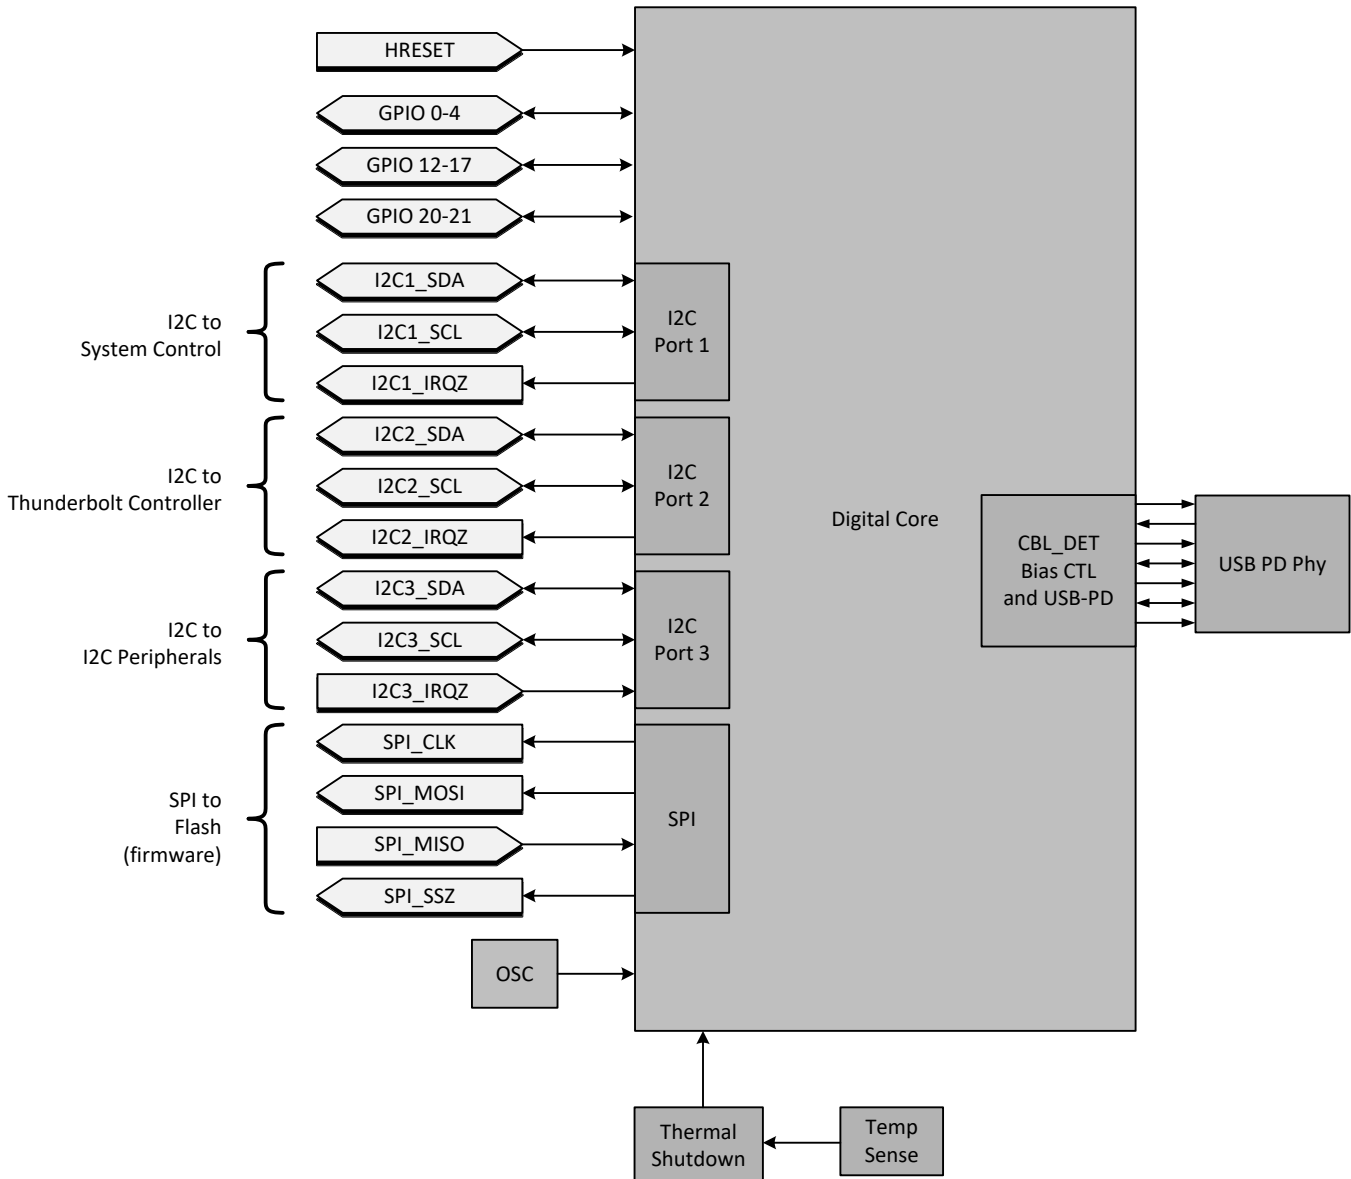 HRESET
GPIO 0-4
GPIO 12-17
GPIO 20-21
I2C to
System Control
I2C1_SDA
I2C1_SCL
I2C1_IRQZ
I2C
Port 1
I2C to
Thunderbolt Controller
I2C2_SDA
I2C2_SCL
I2C2_IRQZ
I2C
Port 2
I2C to
I2C Peripherals
I2C3_SDA
I2C3_SCL
I2C3_IRQZ
I2C
Port 3
SPI to
Flash
(firmware)
SPI_CLK
SPI_MOSI
SPI_MISO
SPI_SSZ
SPI
OSC
Digital Core
CBL_DET
Bias CTL
and USB-PD
USB PD Phy
Thermal
Shutdown
Temp
Sense